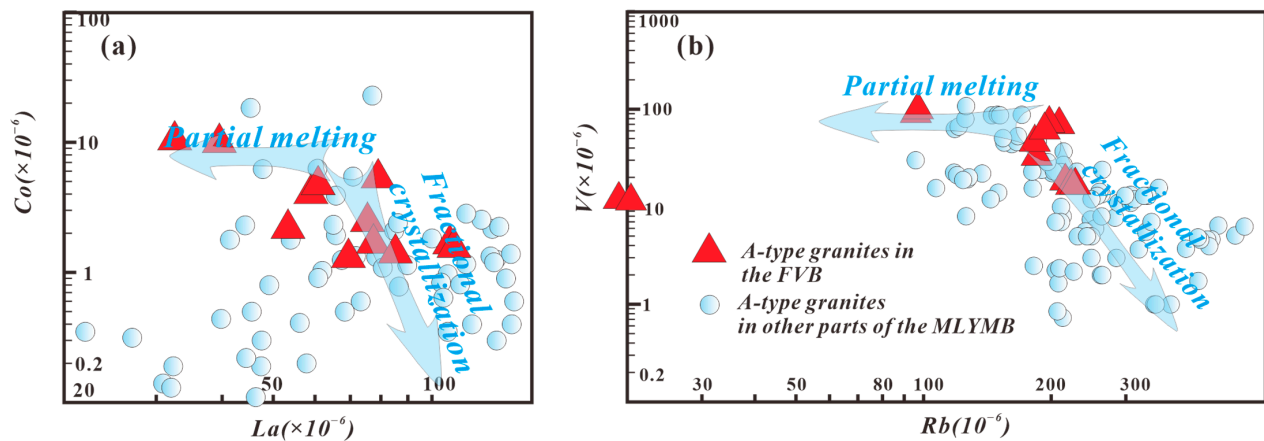 100
(a)
Partial melting
10
Fractional
crystallization
Co(×10⁻⁶)
1
0.2
20
50
100
La(×10⁻⁶)
1000
(b)
Partial melting
100
Fractional
crystallization
V(×10⁻⁶)
10
A-type granites in
the FVB
1
A-type granites
in other parts of the MLYMB
0.2
30
50
80
100
200
300
Rb(10⁻⁶)